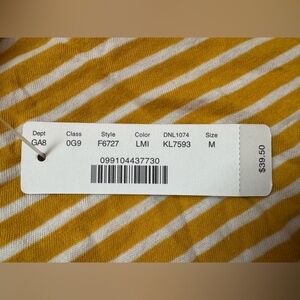 Dept Class Style Color DNL1074 Size
GA8 0G9 F6727 LMI KL7593 M
099104437730
$39.50